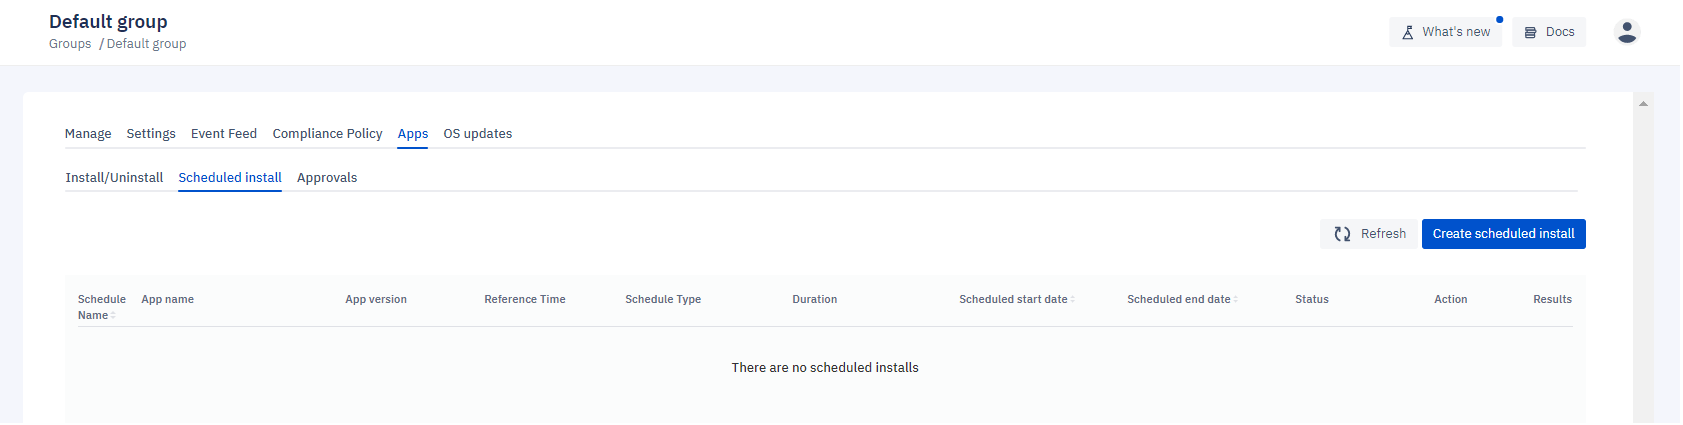 Default group
Groups / Default group
What's new
Docs
Manage Settings Event Feed Compliance Policy Apps OS updates
Install/Uninstall Scheduled install Approvals
Refresh Create scheduled install
Schedule Name App name App version Reference Time Schedule Type Duration Scheduled start date Scheduled end date Status Action Results
There are no scheduled installs